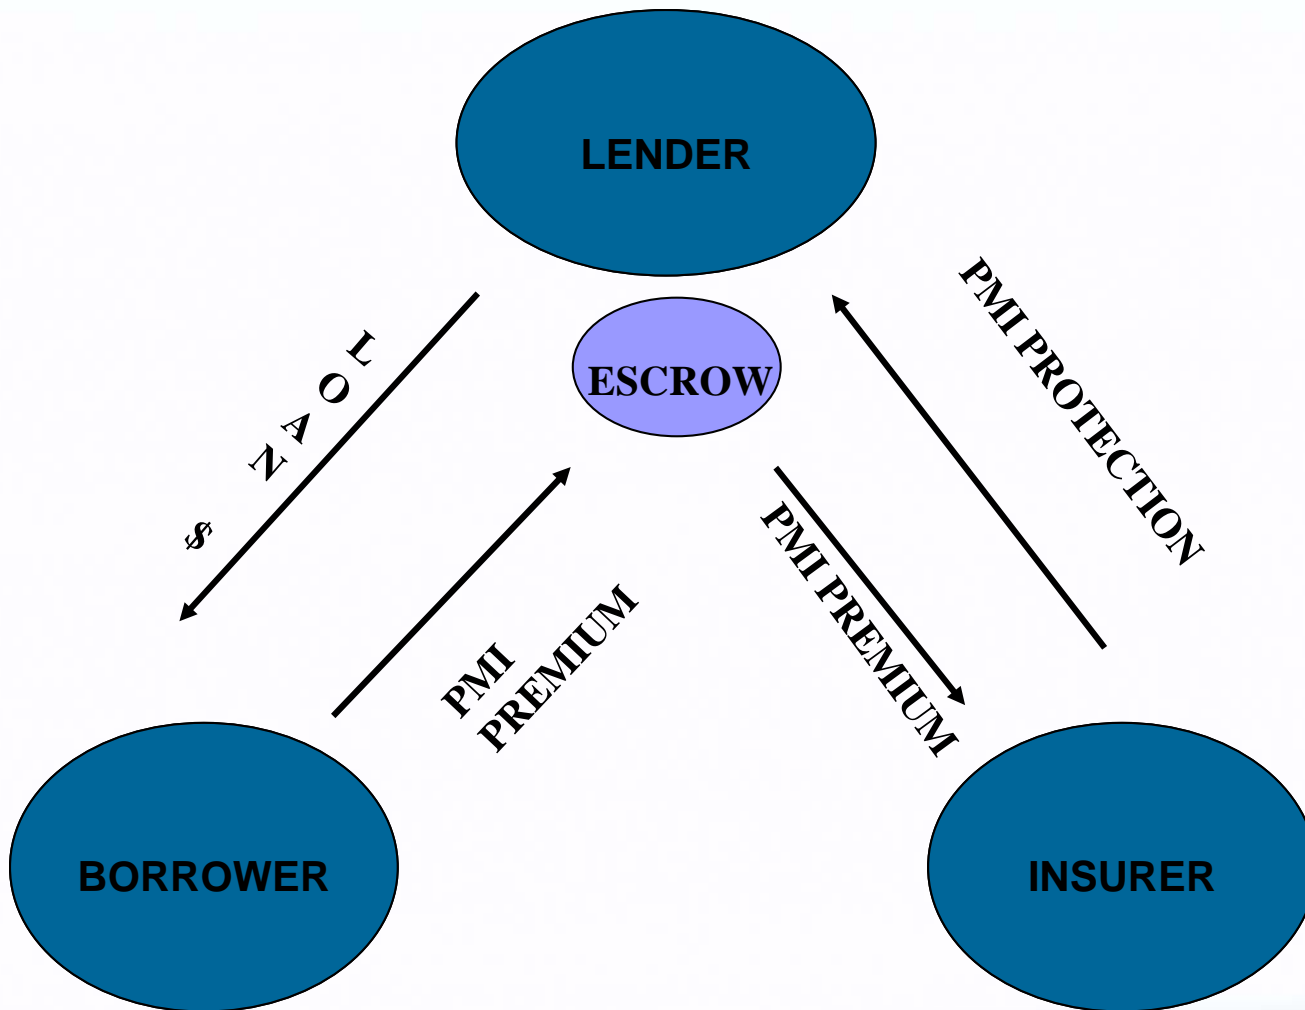 LENDER
ESCROW
LOAN $
PMI PROTECTION
PMI
PREMIUM
PMI PREMIUM
BORROWER
INSURER